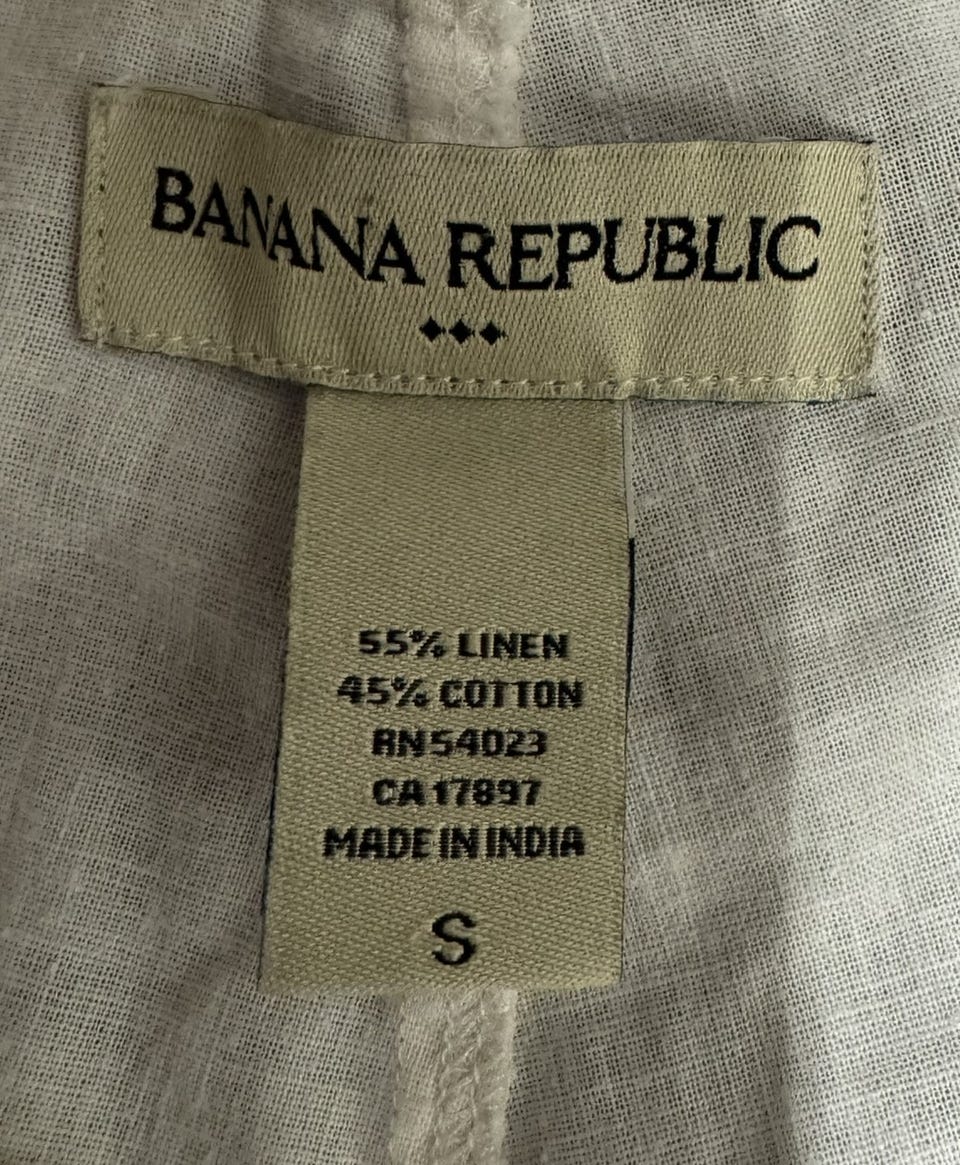 BANANA REPUBLIC
55% LINEN
45% COTTON
RN54023
CA17897
MADE IN INDIA
S